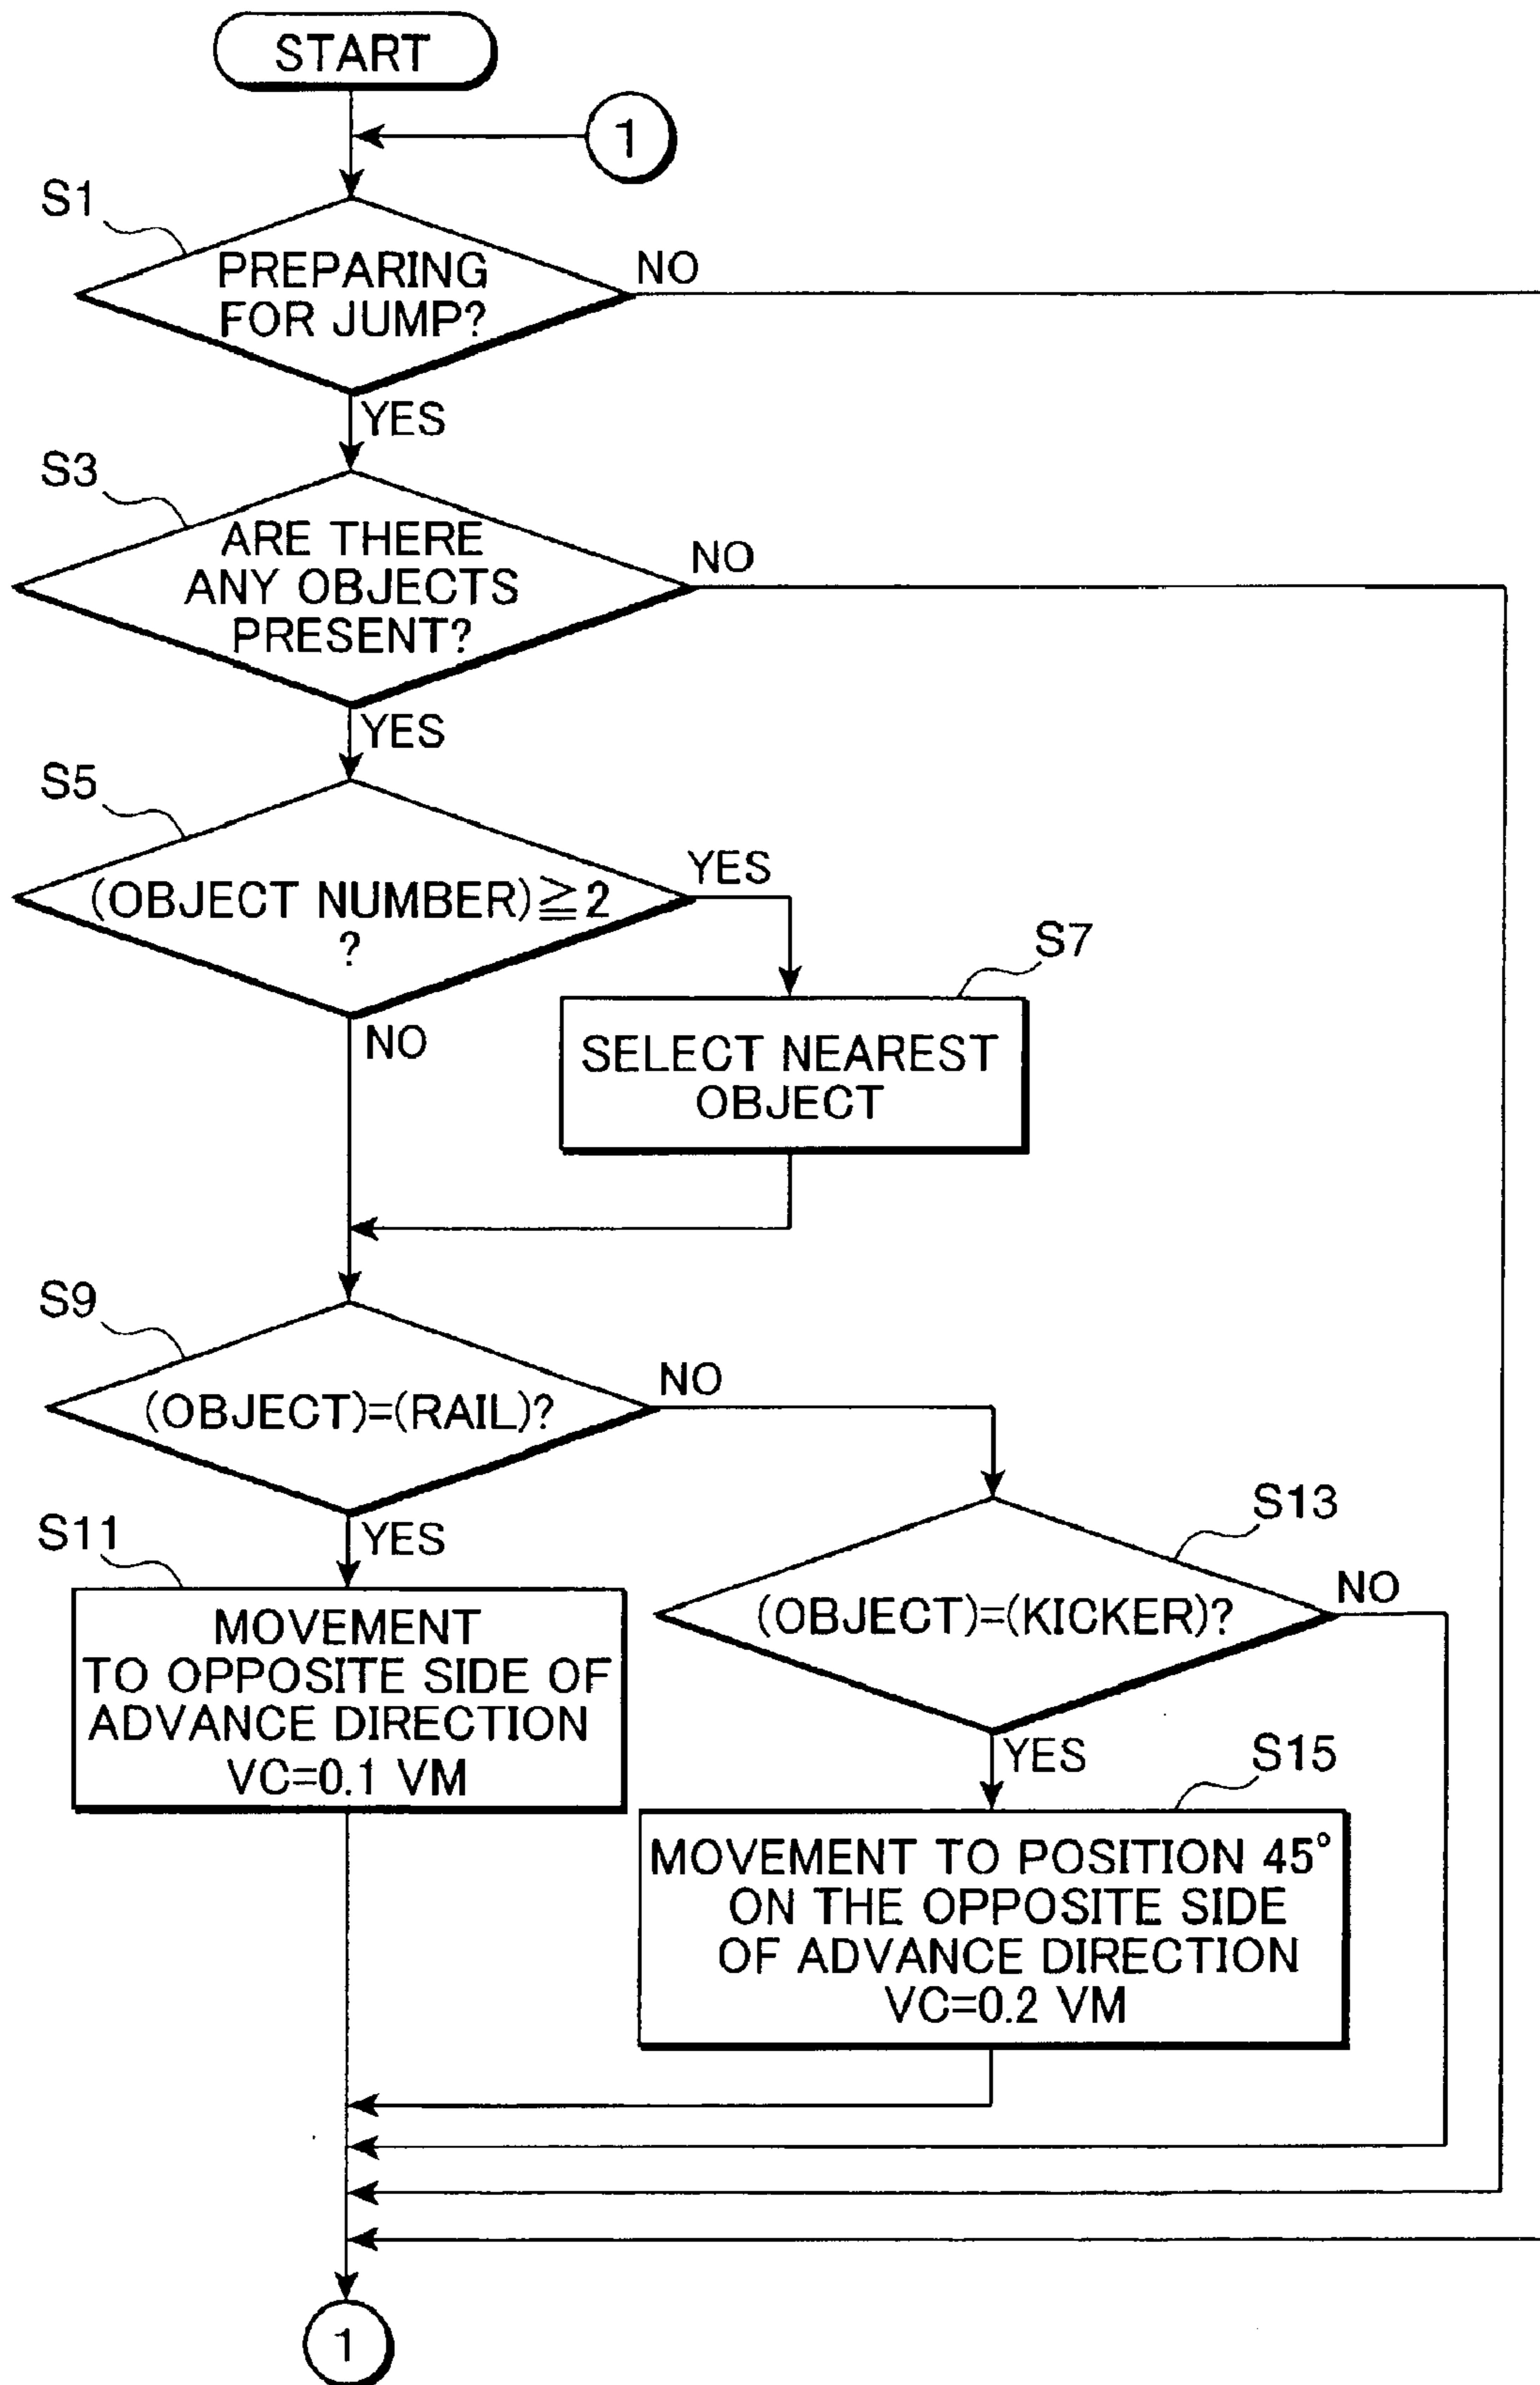 START
1
S1
PREPARING
FOR JUMP?
NO
YES
S3
ARE THERE
ANY OBJECTS
PRESENT?
NO
YES
S5
(OBJECT NUMBER)≧2
?
YES
NO
S7
SELECT NEAREST
OBJECT
S9
(OBJECT)=(RAIL)?
NO
YES
S11
MOVEMENT
TO OPPOSITE SIDE OF
ADVANCE DIRECTION
VC=0.1 VM
S13
(OBJECT)=(KICKER)?
NO
YES
S15
MOVEMENT TO POSITION 45°
ON THE OPPOSITE SIDE
OF ADVANCE DIRECTION
VC=0.2 VM
1